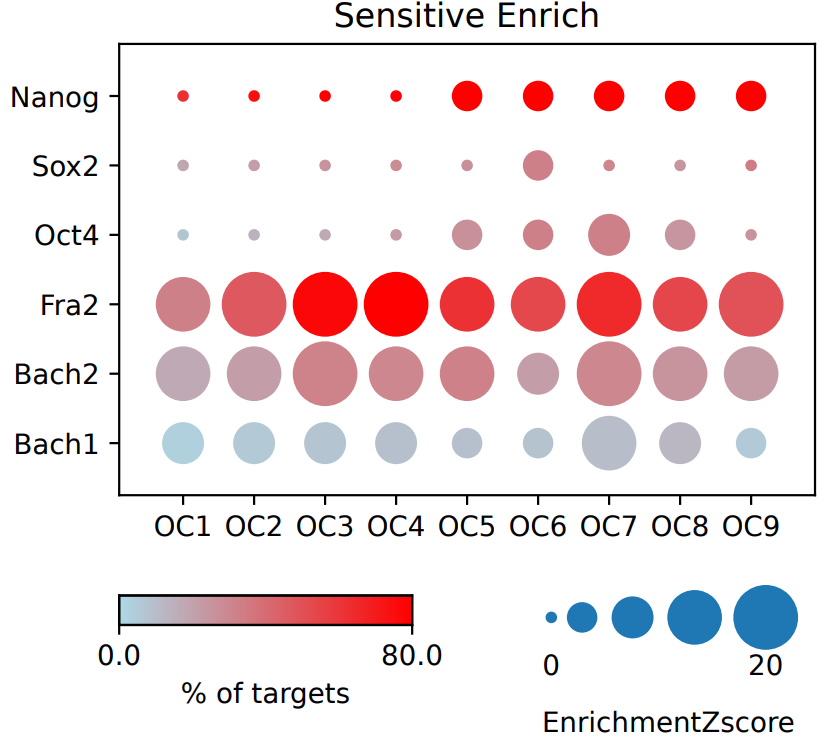 Sensitive Enrich
Nanog
Sox2
Oct4
Fra2
Bach2
Bach1
OC1 OC2 OC3 OC4 OC5 OC6 OC7 OC8 OC9
0.0 80.0
% of targets
0 20
EnrichmentZscore